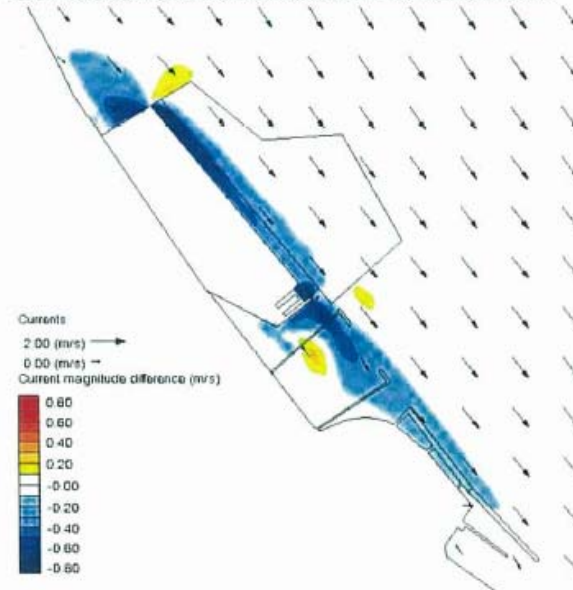 Currents
2.00 (m/s)
0.00 (m/s)
Current magnitude difference (m/s)
0.80
0.60
0.40
0.20
-0.00
-0.20
-0.40
-0.60
-0.80